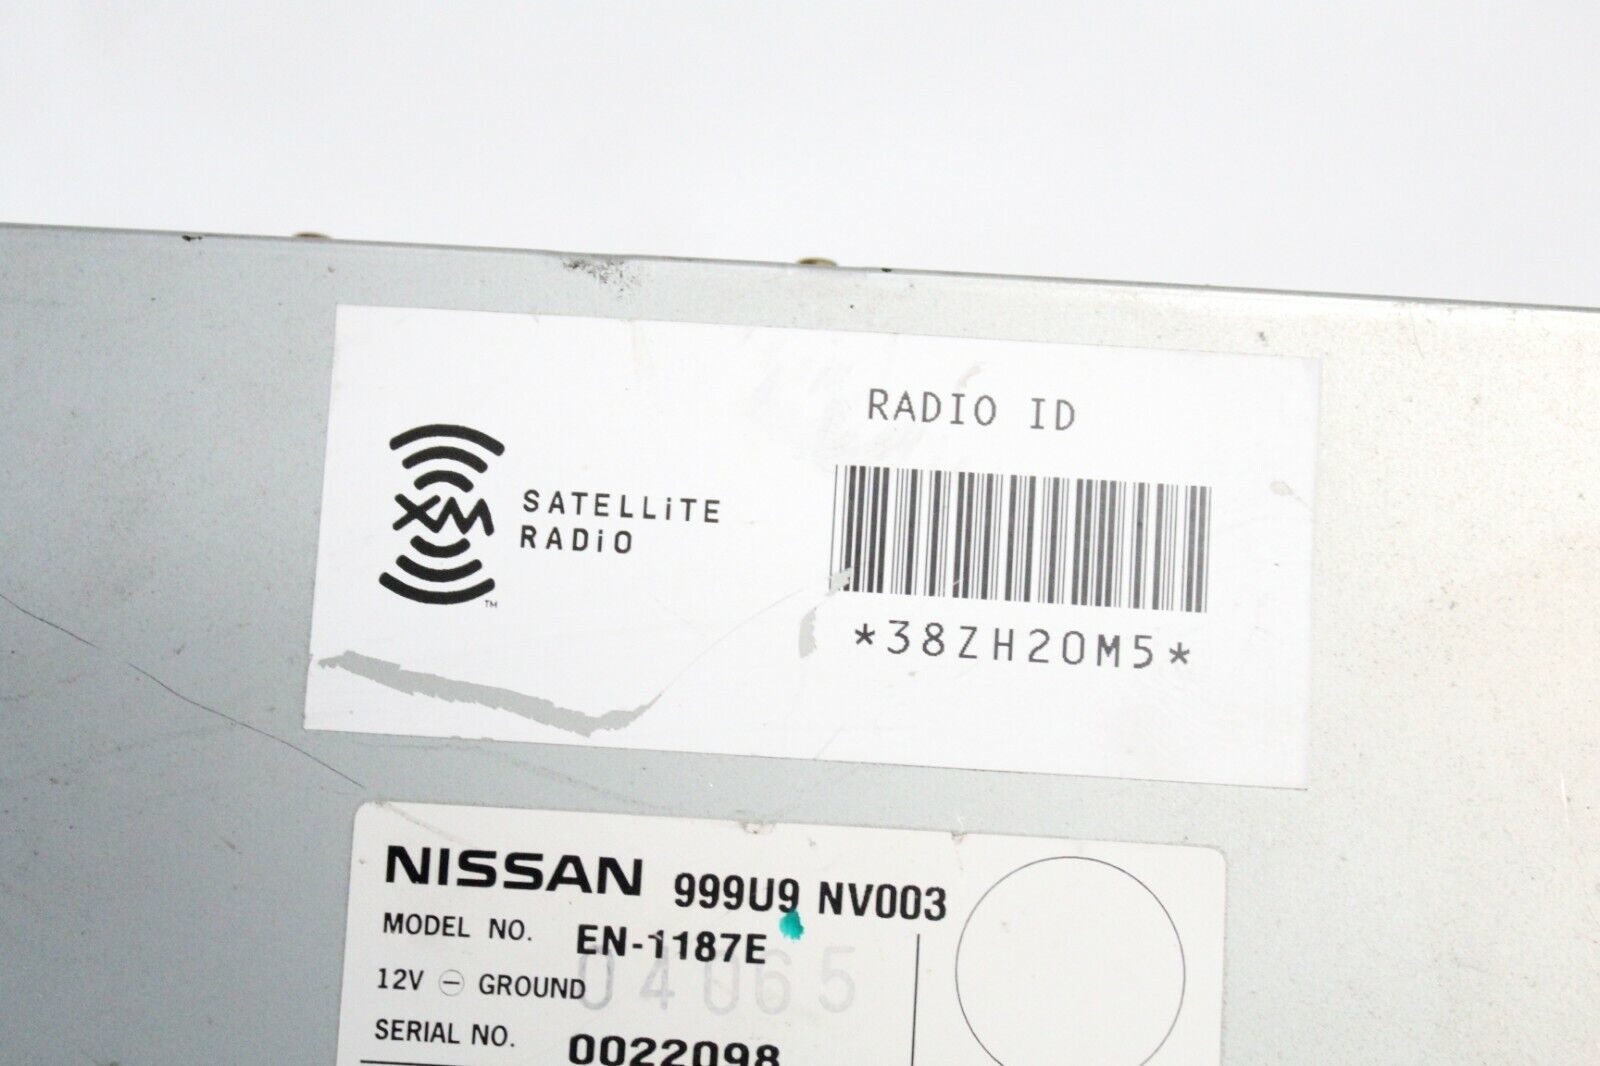 XM
SATELLiTE
RADiO
™
RADIO ID
*38ZH20M5*
NISSAN 999U9 NV003
MODEL NO. EN-1187E
04065
12V ⊖ GROUND
SERIAL NO. 0022098